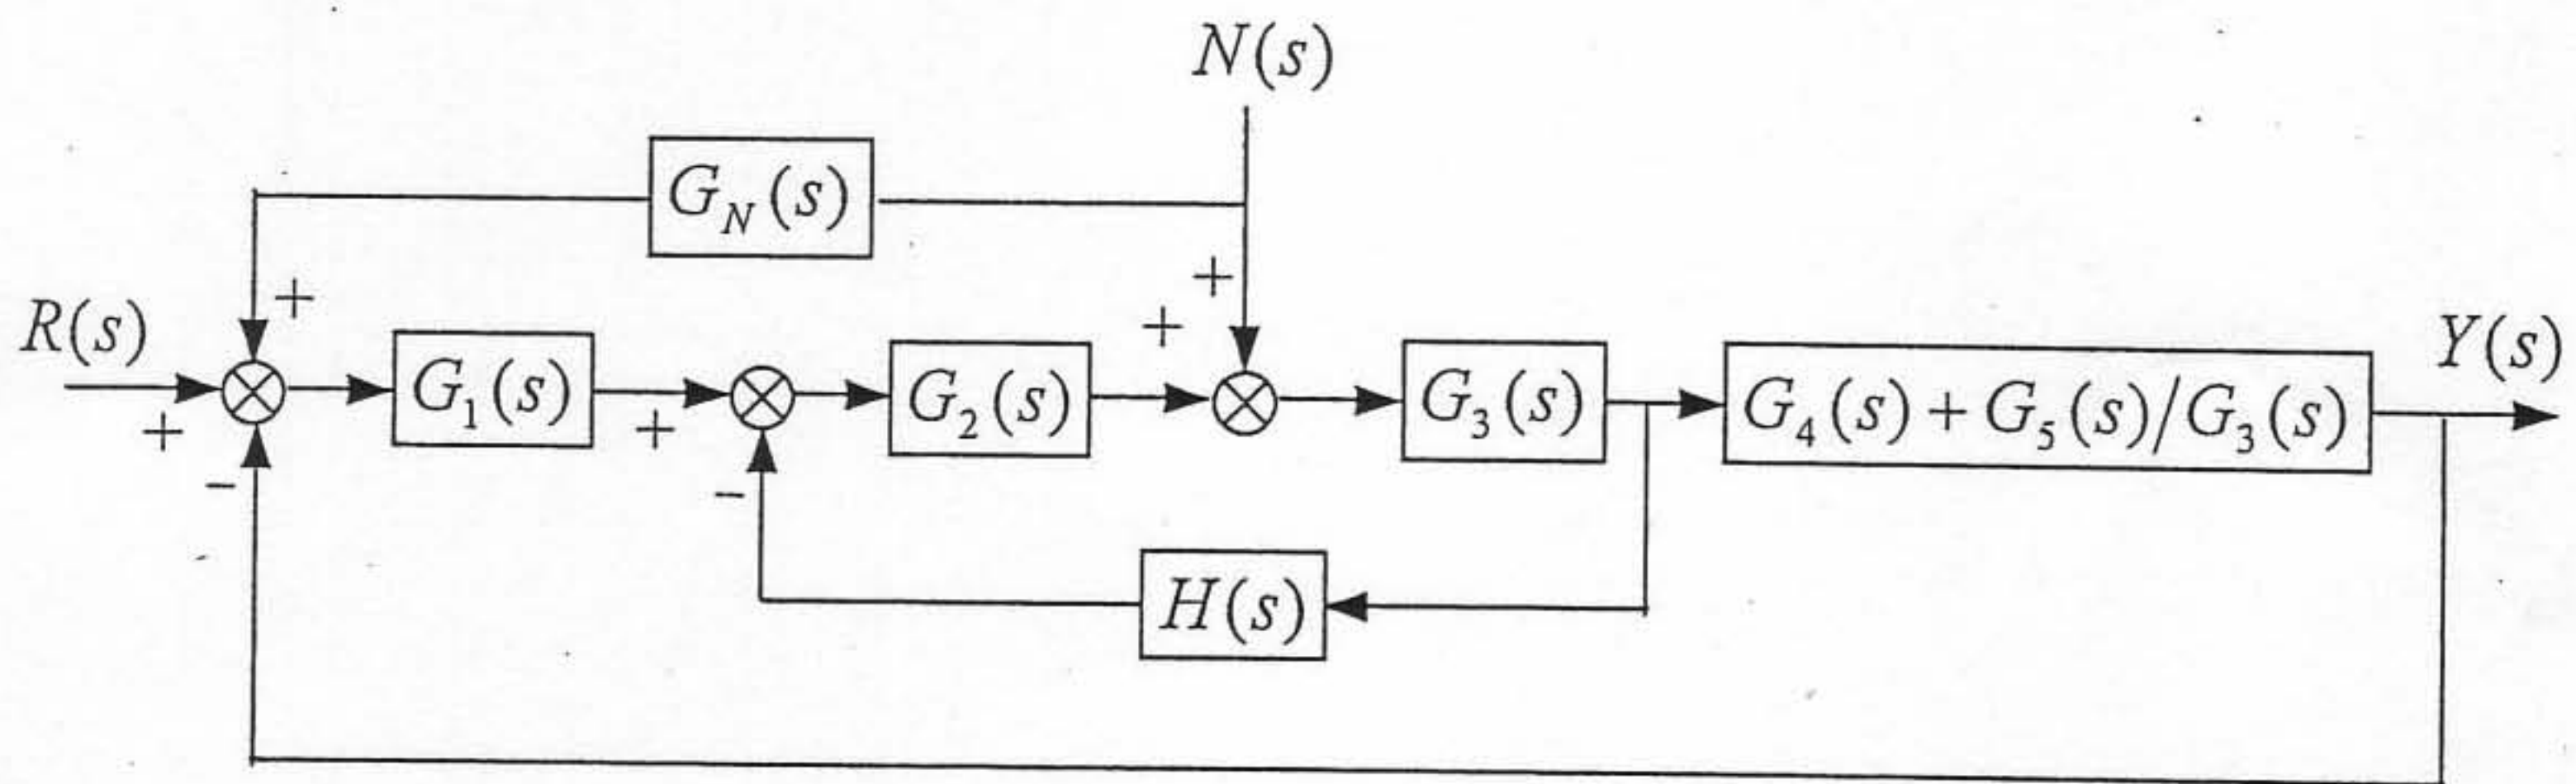 N(s)
G_N(s)
+
+
R(s)
+
G_1(s)
+
G_2(s)
+
G_3(s)
G_4(s) + G_5(s)/G_3(s)
Y(s)
-
-
H(s)